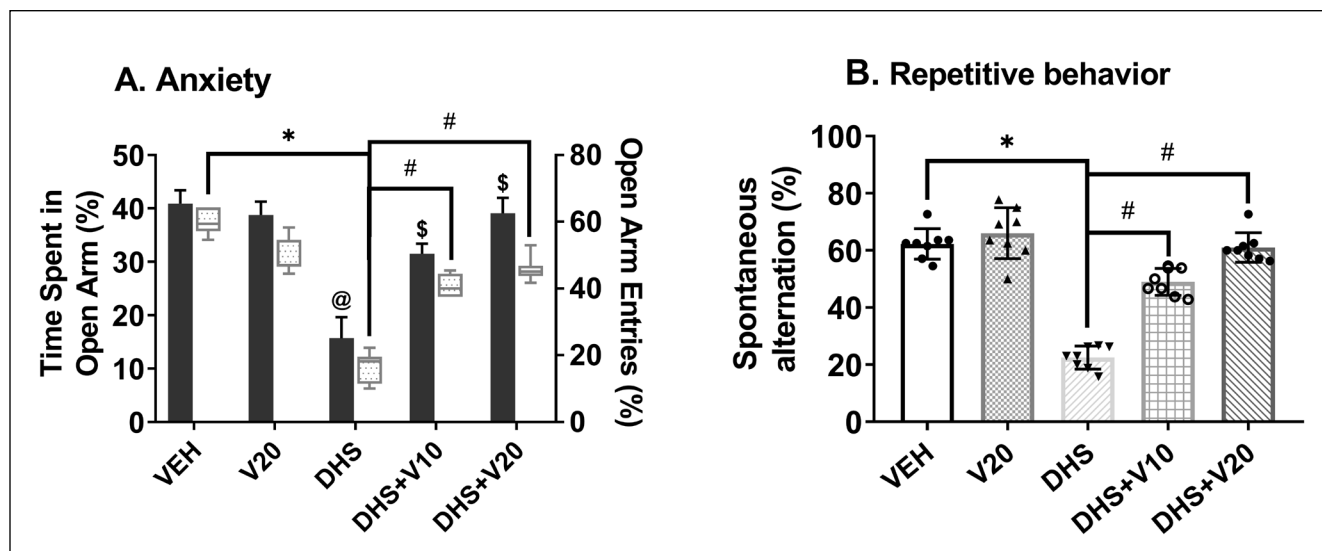 A. Anxiety
*
#
#
@
$
$
50
40
30
20
10
0
Time Spent in
Open Arm (%)
80
60
40
20
0
Open Arm Entries (%)
VEH
V20
DHS
DHS+V10
DHS+V20
B. Repetitive behavior
*
#
#
100
80
60
40
20
0
Spontaneous
alternation (%)
VEH
V20
DHS
DHS+V10
DHS+V20